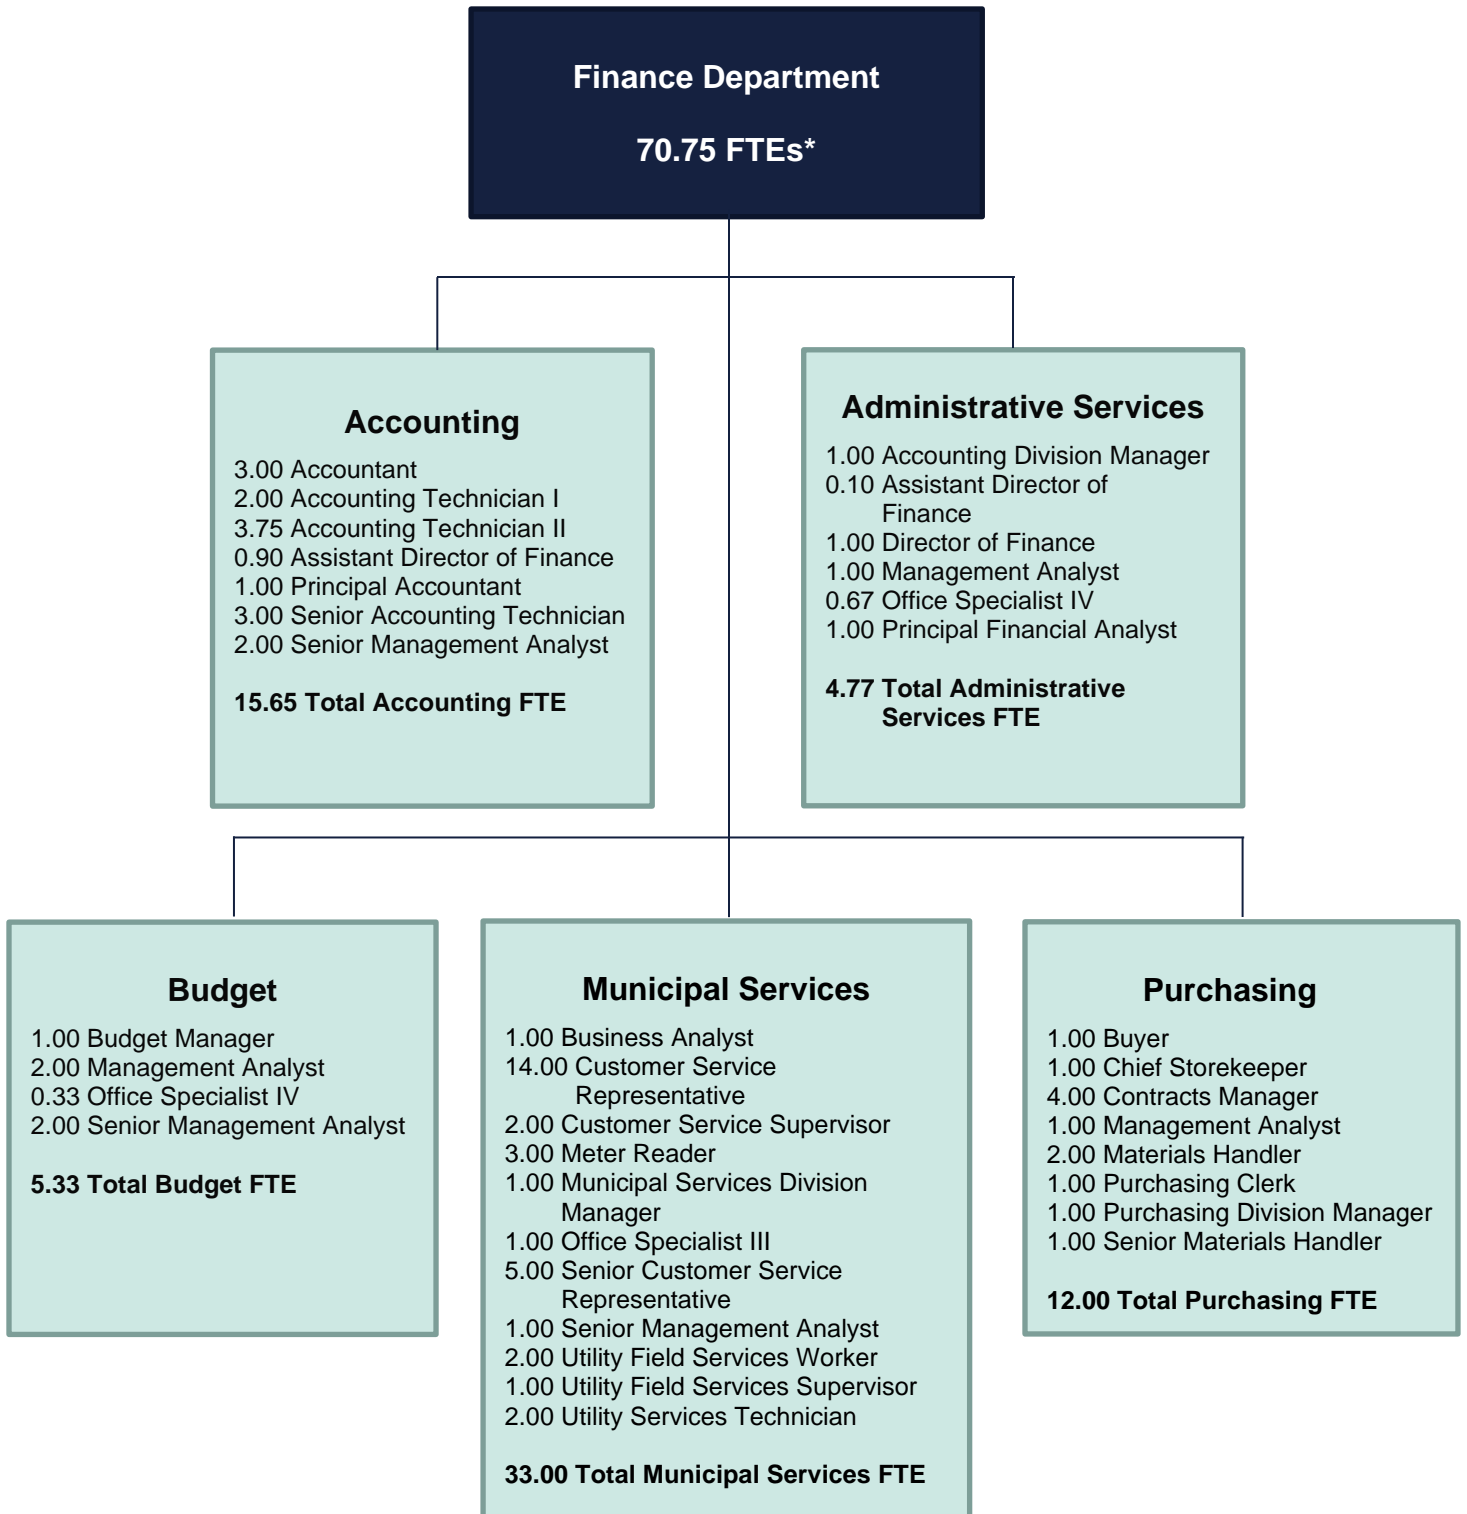 Finance Department
70.75 FTEs*
Accounting
3.00 Accountant
2.00 Accounting Technician I
3.75 Accounting Technician II
0.90 Assistant Director of Finance
1.00 Principal Accountant
3.00 Senior Accounting Technician
2.00 Senior Management Analyst
15.65 Total Accounting FTE
Administrative Services
1.00 Accounting Division Manager
0.10 Assistant Director of
Finance
1.00 Director of Finance
1.00 Management Analyst
0.67 Office Specialist IV
1.00 Principal Financial Analyst
4.77 Total Administrative
Services FTE
Budget
1.00 Budget Manager
2.00 Management Analyst
0.33 Office Specialist IV
2.00 Senior Management Analyst
5.33 Total Budget FTE
Municipal Services
1.00 Business Analyst
14.00 Customer Service
Representative
2.00 Customer Service Supervisor
3.00 Meter Reader
1.00 Municipal Services Division
Manager
1.00 Office Specialist III
5.00 Senior Customer Service
Representative
1.00 Senior Management Analyst
2.00 Utility Field Services Worker
1.00 Utility Field Services Supervisor
2.00 Utility Services Technician
33.00 Total Municipal Services FTE
Purchasing
1.00 Buyer
1.00 Chief Storekeeper
4.00 Contracts Manager
1.00 Management Analyst
2.00 Materials Handler
1.00 Purchasing Clerk
1.00 Purchasing Division Manager
1.00 Senior Materials Handler
12.00 Total Purchasing FTE